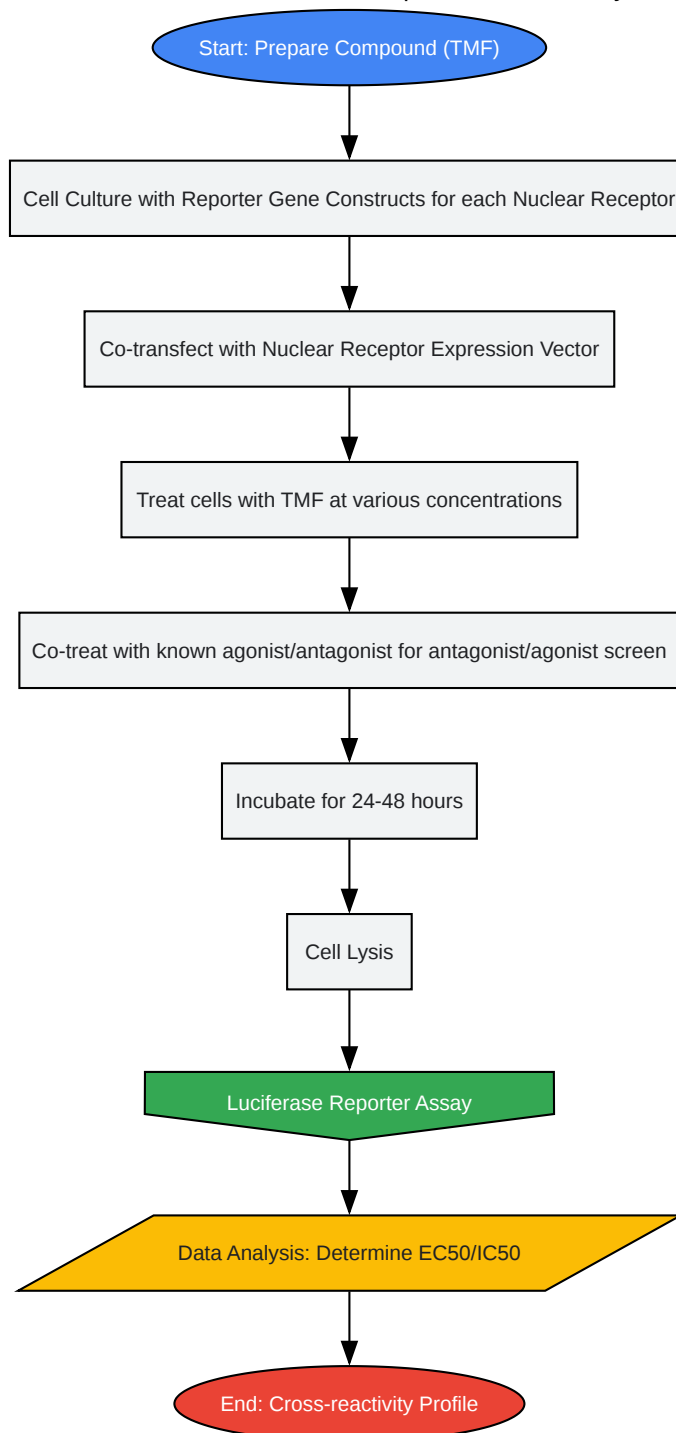 Start: Prepare Compound (TMF)
Cell Culture with Reporter Gene Constructs for each Nuclear Receptor
Co-transfect with Nuclear Receptor Expression Vector
Treat cells with TMF at various concentrations
Co-treat with known agonist/antagonist for antagonist/agonist screen
Incubate for 24-48 hours
Cell Lysis
Luciferase Reporter Assay
Data Analysis: Determine EC50/IC50
End: Cross-reactivity Profile